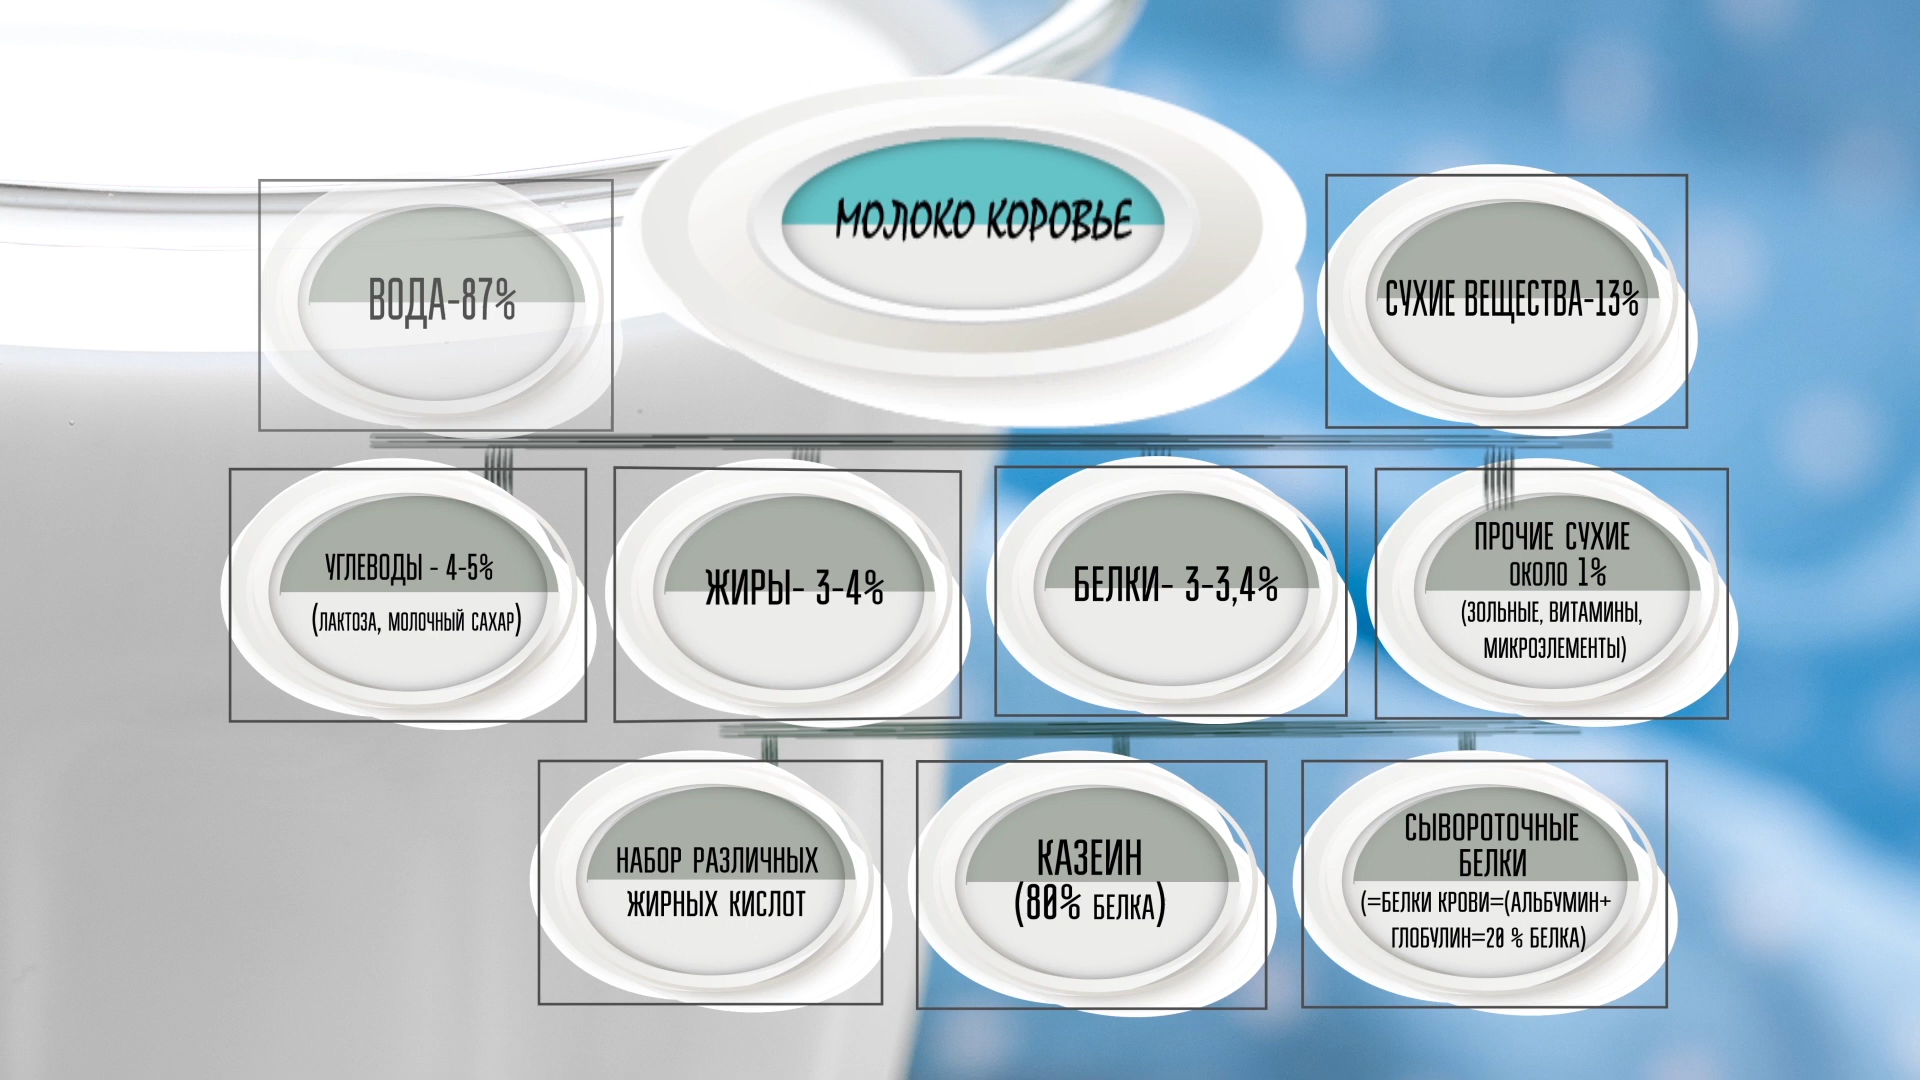 МОЛОКО КОРОВЬЕ
ВОДА-87%
СУХИЕ ВЕЩЕСТВА-13%
УГЛЕВОДЫ - 4-5%
(ЛАКТОЗА, МОЛОЧНЫЙ САХАР)
ЖИРЫ- 3-4%
БЕЛКИ- 3-3,4%
ПРОЧИЕ СУХИЕ
ОКОЛО 1%
(ЗОЛЬНЫЕ, ВИТАМИНЫ,
МИКРОЭЛЕМЕНТЫ)
НАБОР РАЗЛИЧНЫХ
ЖИРНЫХ КИСЛОТ
КАЗЕИН
(80% БЕЛКА)
СЫВОРОТОЧНЫЕ
БЕЛКИ
(=БЕЛКИ КРОВИ=(АЛЬБУМИН+
ГЛОБУЛИН=20 % БЕЛКА)